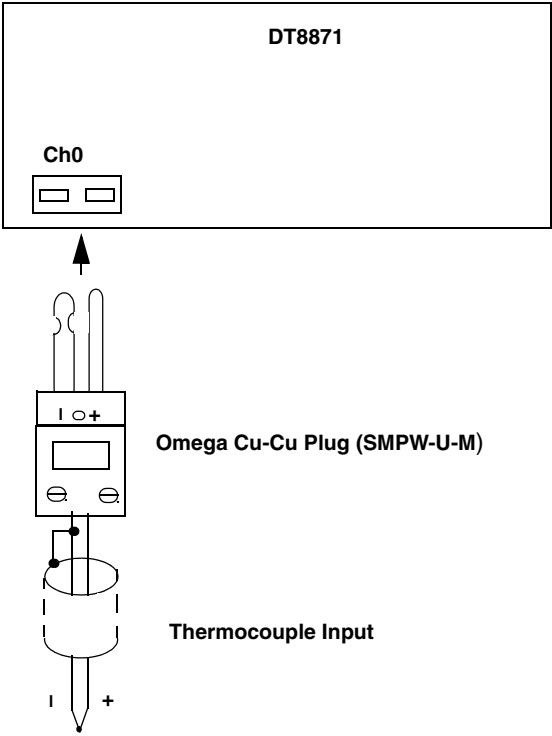 DT8871
Ch0
I +
Omega Cu-Cu Plug (SMPW-U-M)
Thermocouple Input
I +